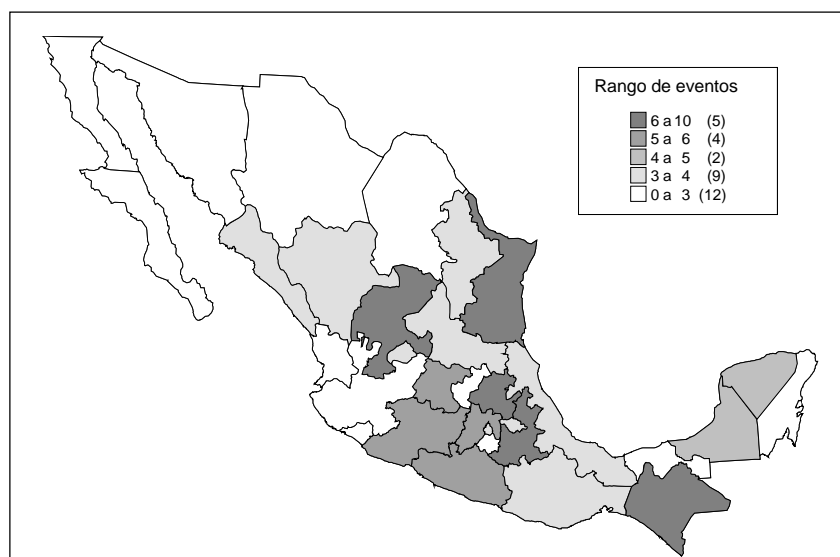 Rango de eventos
6 a 10 (5)
5 a 6 (4)
4 a 5 (2)
3 a 4 (9)
0 a 3 (12)